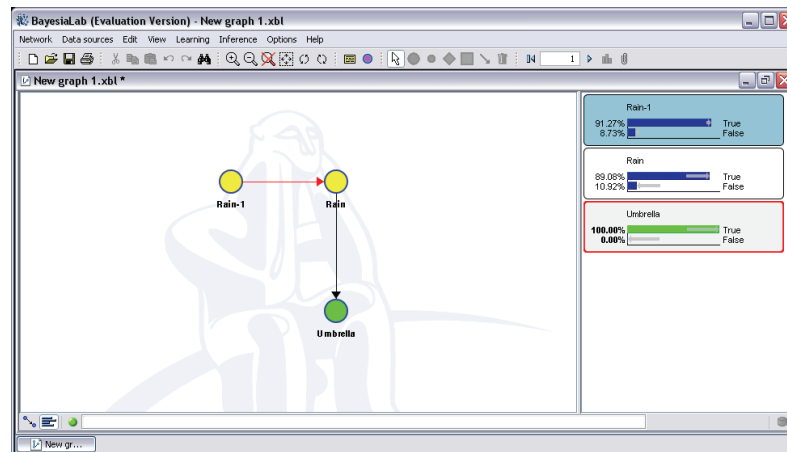 BayesiaLab (Evaluation Version) - New graph 1.xbl
Network Data sources Edit View Learning Inference Options Help
1
New graph 1.xbl *
Rain-1
91.27% True
8.73% False
Rain
89.08% True
10.92% False
Umbrella
100.00% True
0.00% False
Rain-1
Rain
Umbrella
New gr...